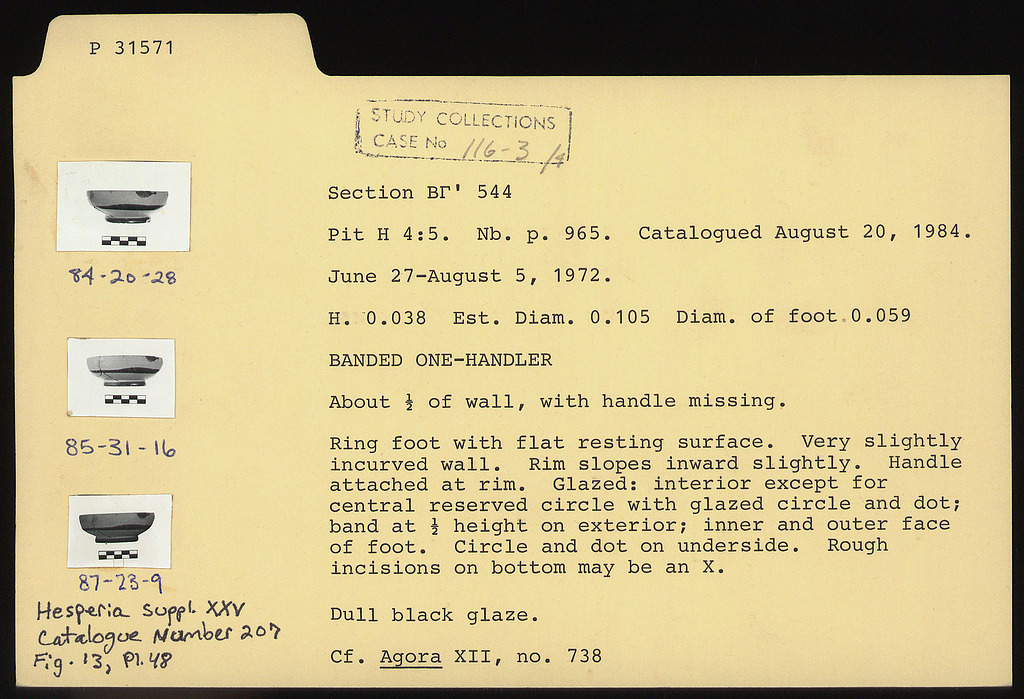 P 31571
STUDY COLLECTIONS
CASE No 116-3/4
Section ΒΓ' 544
Pit H 4:5.  Nb. p. 965.  Catalogued August 20, 1984.
June 27-August 5, 1972.
H. 0.038  Est. Diam. 0.105  Diam. of foot 0.059
BANDED ONE-HANDLER
About ½ of wall, with handle missing.
Ring foot with flat resting surface.  Very slightly
incurved wall.  Rim slopes inward slightly.  Handle
attached at rim.  Glazed: interior except for
central reserved circle with glazed circle and dot;
band at ½ height on exterior; inner and outer face
of foot.  Circle and dot on underside.  Rough
incisions on bottom may be an X.
Dull black glaze.
Cf. Agora XII, no. 738
84-20-28
85-31-16
87-23-9
Hesperia Suppl. XXV
Catalogue Number 207
Fig. 13, Pl. 48